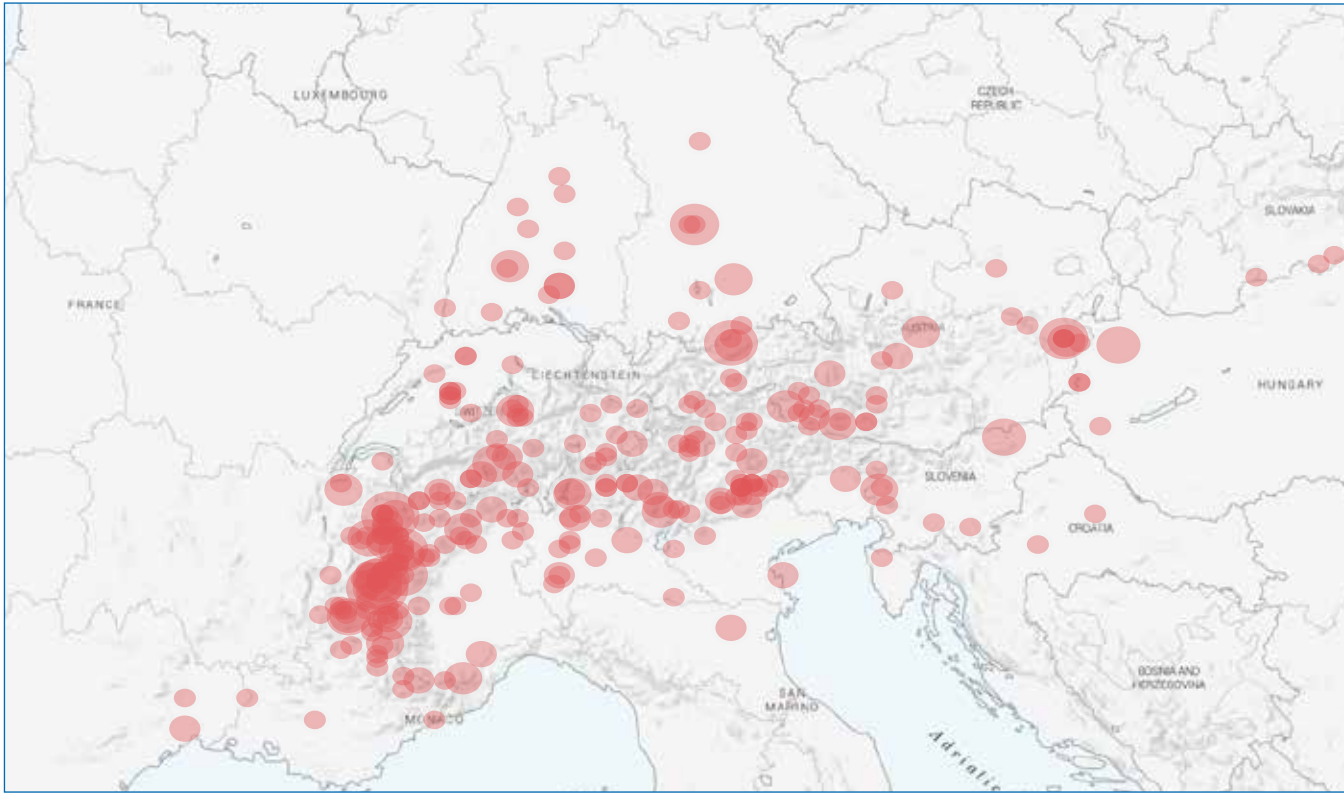 LUXEMBOURG
CZECH
REPUBLIC
SLOVAKIA
FRANCE
AUSTRIA
LIECHTENSTEIN
HUNGARY
SLOVENIA
CROATIA
BOSNIA AND
HERZEGOVINA
SAN
MARINO
MONACO
Adriatic